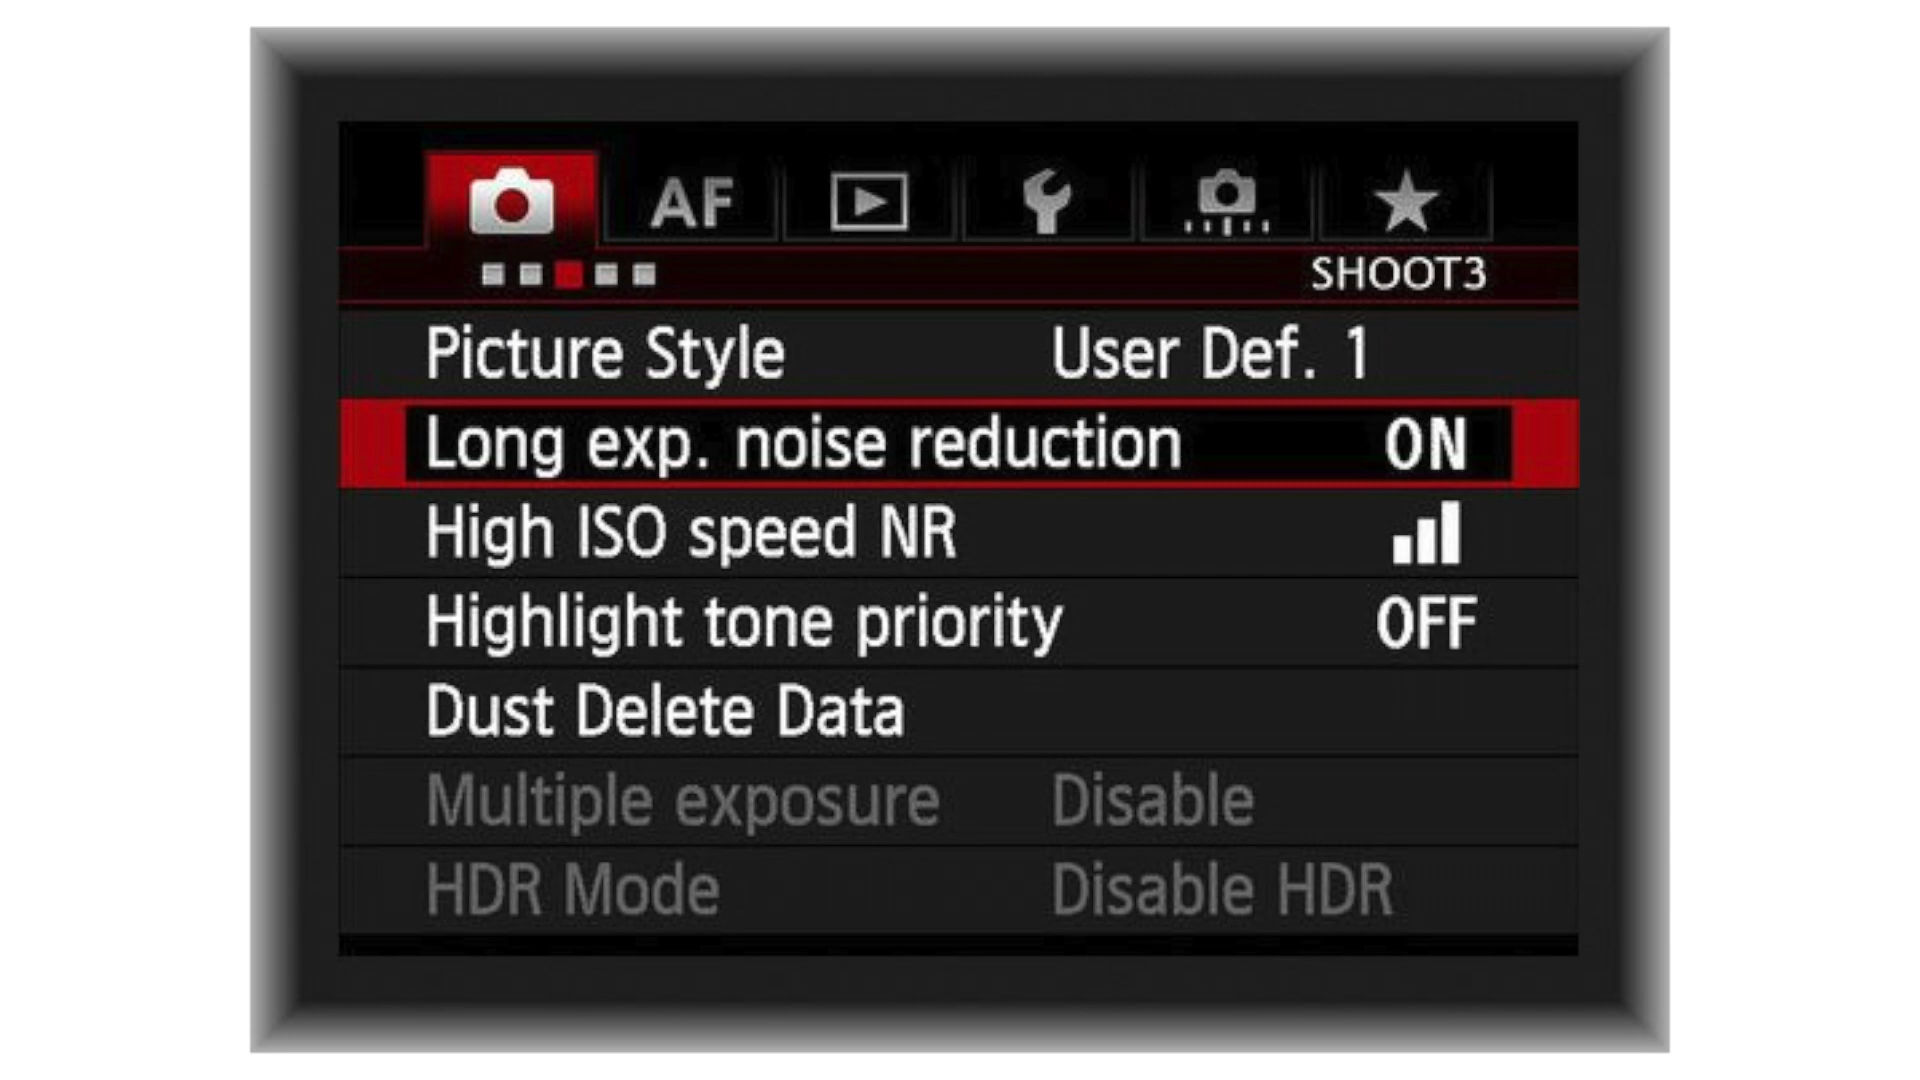 AF
SHOOT3
Picture Style User Def. 1
Long exp. noise reduction ON
High ISO speed NR
Highlight tone priority OFF
Dust Delete Data
Multiple exposure Disable
HDR Mode Disable HDR